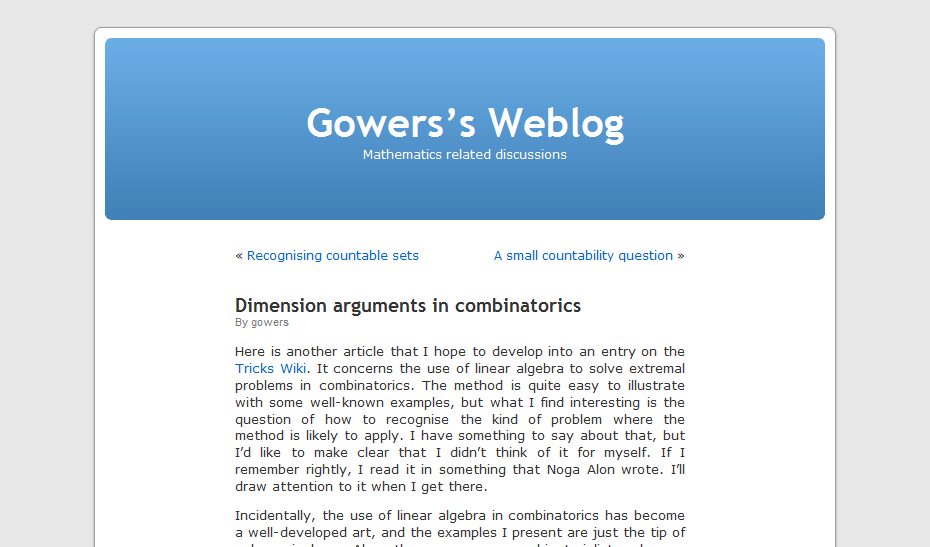 Gowers’s Weblog
Mathematics related discussions
« Recognising countable sets
A small countability question »
Dimension arguments in combinatorics
By gowers
Here is another article that I hope to develop into an entry on the
Tricks Wiki. It concerns the use of linear algebra to solve extremal
problems in combinatorics. The method is quite easy to illustrate
with some well-known examples, but what I find interesting is the
question of how to recognise the kind of problem where the
method is likely to apply. I have something to say about that, but
I’d like to make clear that I didn’t think of it for myself. If I
remember rightly, I read it in something that Noga Alon wrote. I’ll
draw attention to it when I get there.
Incidentally, the use of linear algebra in combinatorics has become
a well-developed art, and the examples I present are just the tip of